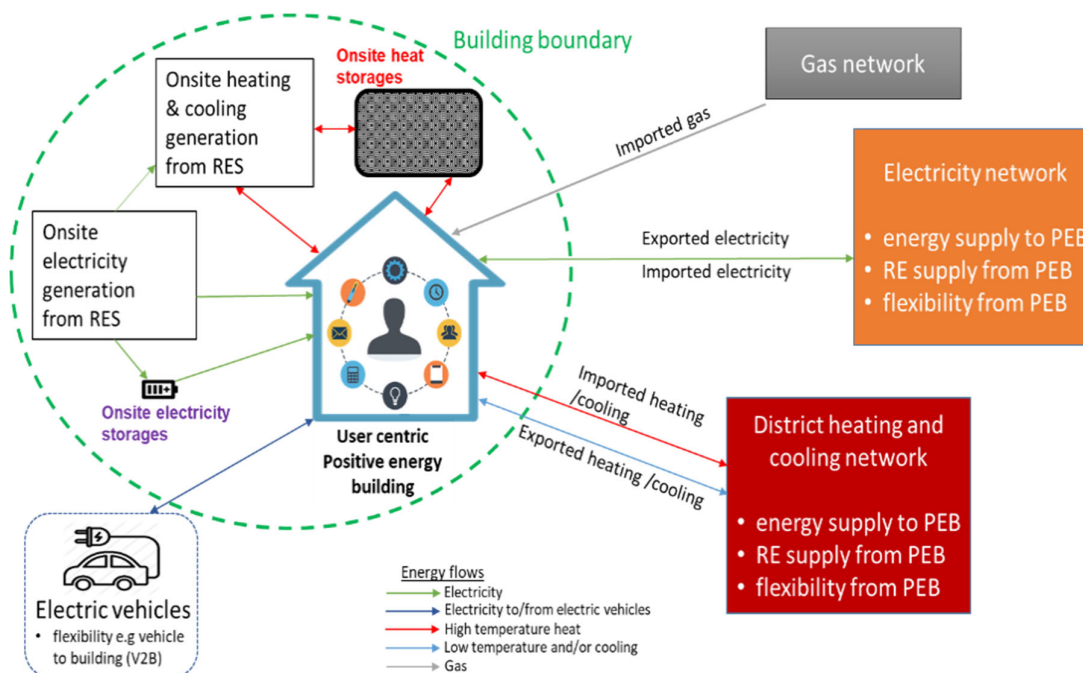 Building boundary
Onsite heat
storages
Onsite heating
& cooling
generation
from RES
Gas network
Imported gas
Electricity network
• energy supply to PEB
• RE supply from PEB
• flexibility from PEB
Onsite
electricity
generation
from RES
Exported electricity
Imported electricity
Onsite electricity
storages
User centric
Positive energy
building
Imported heating
/cooling
Exported heating /cooling
District heating and
cooling network
• energy supply to PEB
• RE supply from PEB
• flexibility from PEB
Electric vehicles
• flexibility e.g vehicle
to building (V2B)
Energy flows
Electricity
Electricity to/from electric vehicles
High temperature heat
Low temperature and/or cooling
Gas